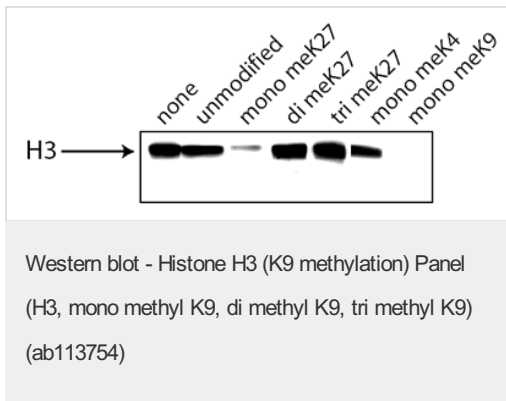 none
unmodified
mono meK27
di meK27
tri meK27
mono meK4
mono meK9
H3
Western blot - Histone H3 (K9 methylation) Panel
(H3, mono methyl K9, di methyl K9, tri methyl K9)
(ab113754)